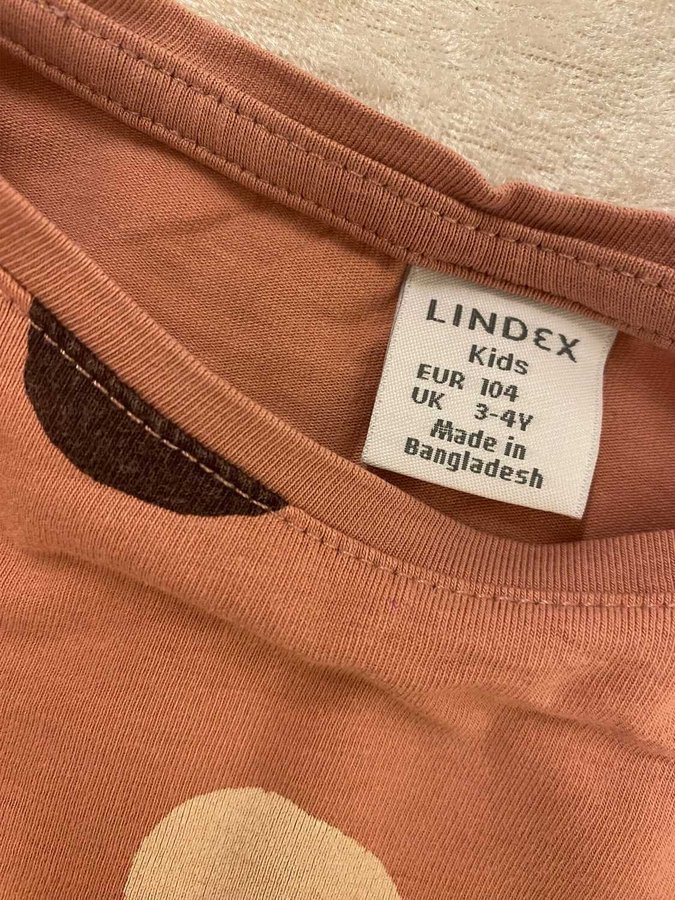 LINDEX
Kids
EUR 104
UK 3-4Y
Made in
Bangladesh